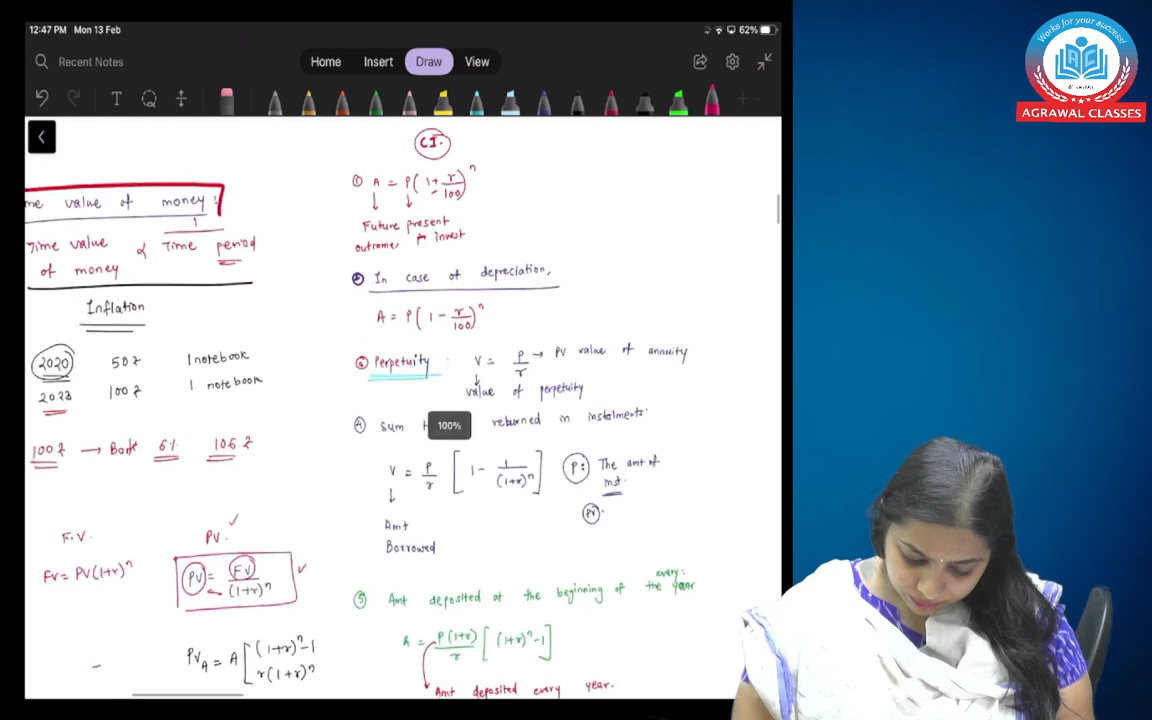 12:47 PM Mon 13 Feb
62%
Recent Notes
Home Insert Draw View
Works for your success!
AC
AGRAWAL CLASSES
me value of money:
Time value α Time period
of money
1
Inflation
2020 50₹ 1 notebook
2023 100₹ 1 notebook
100₹ → Bank 6% 106₹
F.V. PV.
FV = PV(1+r)^n
PV = FV/(1+r)^n
PV_A = A [(1+r)^n - 1 / r(1+r)^n]
CI.
① A = P(1 + r/100)^n
Future present
outcome, invest
② In case of depreciation,
A = P(1 - r/100)^n
③ Perpetuity : V = P/r → PV value of annuity
value of perpetuity
④ Sum returned in instalments.
100%
V = P/r [1 - 1/(1+r)^n] P: The amt of
inst.
PV.
Amt
Borrowed
⑤ Amt deposited at the beginning of the year
every:
A = P(1+r)/r [(1+r)^n - 1]
Amt deposited every year.